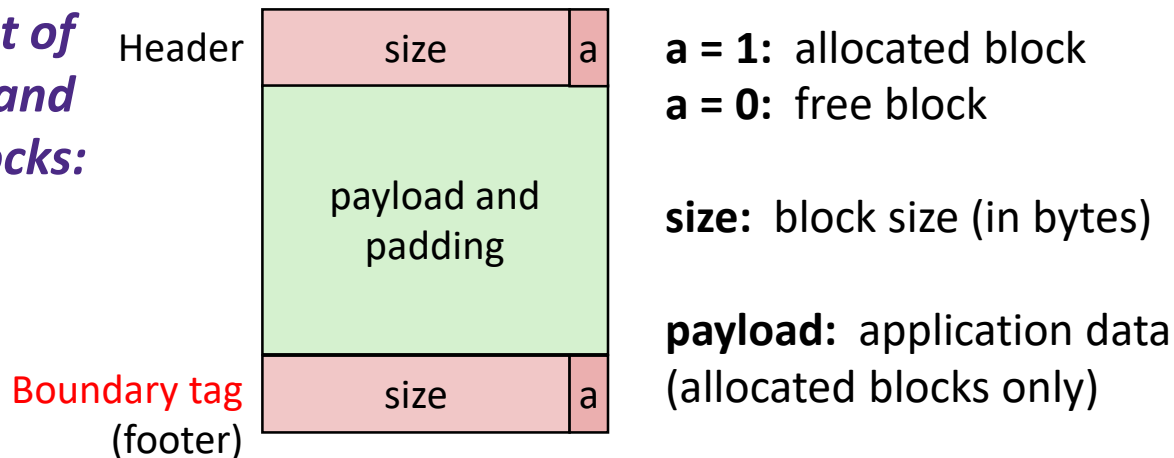 t of
and
ocks:
Header
size a
payload and
padding
Boundary tag
(footer)
size a
a = 1: allocated block
a = 0: free block
size: block size (in bytes)
payload: application data
(allocated blocks only)